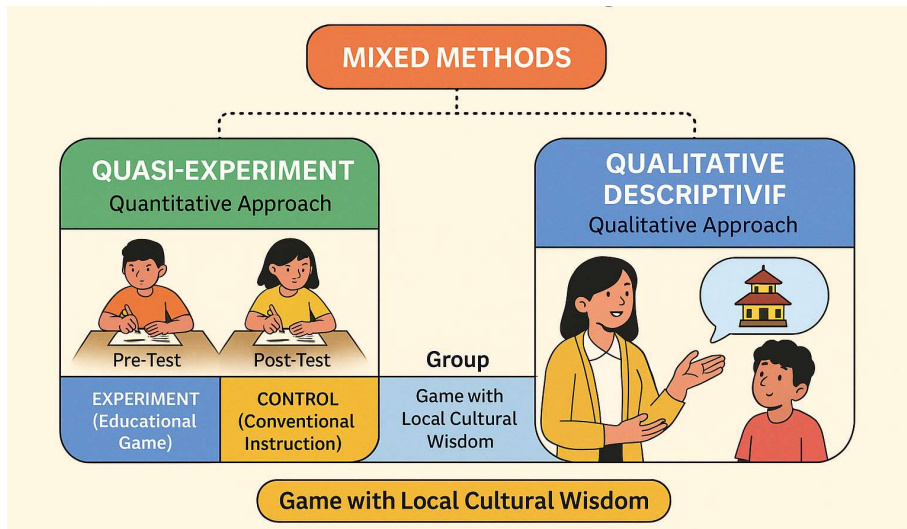 MIXED METHODS
QUASI-EXPERIMENT
Quantitative Approach
Pre-Test
Post-Test
EXPERIMENT
(Educational
Game)
CONTROL
(Conventional
Instruction)
Group
Game with
Local Cultural
Wisdom
QUALITATIVE
DESCRIPTIVIF
Qualitative Approach
Game with Local Cultural Wisdom